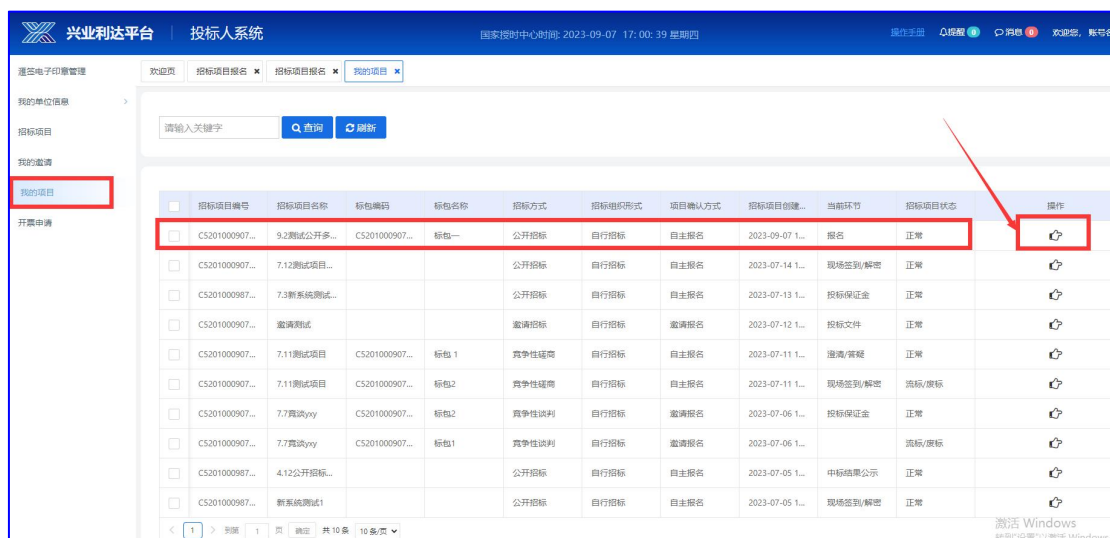 兴业利达平台 投标人系统 国家授时中心时间: 2023-09-07 17:00:39 星期四 操作手册 提醒 0 消息 0 欢迎您, 账号名
欢迎页 招标项目报名 × 招标项目报名 × 我的项目 ×
签电子印章管理
我的单位信息 >
招标项目
我的邀请
我的项目
开票申请
请输入关键字 查询 刷新
招标项目编号 招标项目名称 标包编码 标包名称 招标方式 招标组织形式 项目确认方式 招标项目创建... 当前环节 招标项目状态 操作
C5201000907... 9.2测试公开多... C5201000907... 标包一 公开招标 自行招标 自主报名 2023-09-07 1... 报名 正常
C5201000907... 7.12测试项目... 公开招标 自行招标 自主报名 2023-07-14 1... 现场签到/解密 正常
C5201000987... 7.3新系统测试... 公开招标 自行招标 自主报名 2023-07-13 1... 投标保证金 正常
C5201000907... 邀请测试 邀请招标 自行招标 邀请报名 2023-07-12 1... 投标文件 正常
C5201000907... 7.11测试项目 C5201000907... 标包 1 竞争性磋商 自行招标 自主报名 2023-07-11 1... 澄清/答疑 正常
C5201000907... 7.11测试项目 C5201000907... 标包2 竞争性磋商 自行招标 自主报名 2023-07-11 1... 现场签到/解密 流标/废标
C5201000907... 7.7竞谈yxy C5201000907... 标包2 竞争性谈判 自行招标 邀请报名 2023-07-06 1... 投标保证金 正常
C5201000907... 7.7竞谈yxy C5201000907... 标包1 竞争性谈判 自行招标 邀请报名 2023-07-06 1... 流标/废标
C5201000987... 4.12公开招标... 公开招标 自行招标 自主报名 2023-07-05 1... 中标结果公示 正常
C5201000987... 新系统测试1 公开招标 自行招标 自主报名 2023-07-05 1... 现场签到/解密 正常
< 1 > 到第 1 页 确定 共 10 条 10 条/页
激活 Windows